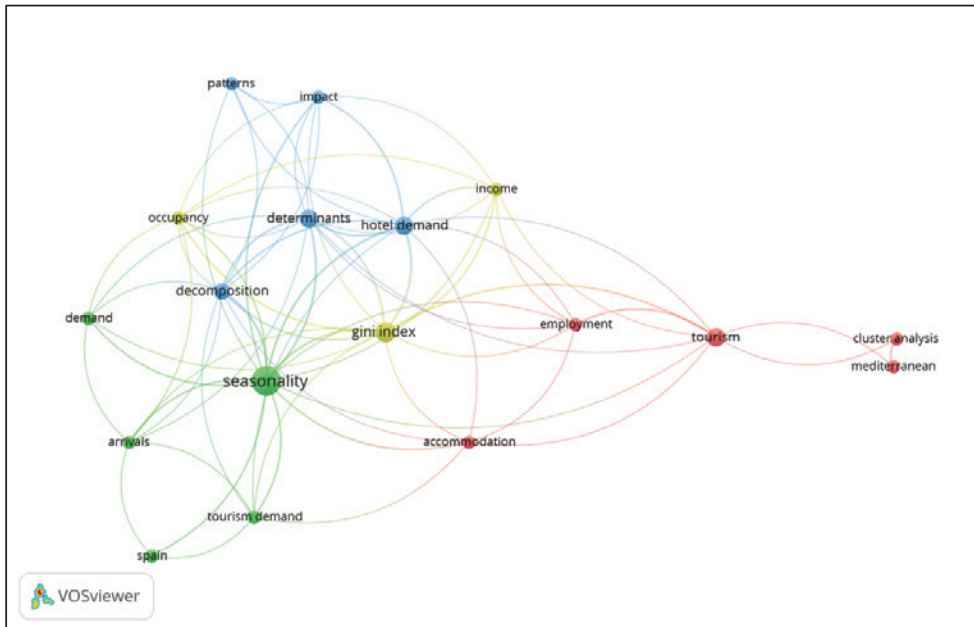 patterns
impact
income
occupancy
determinants
hotel demand
decomposition
demand
gini index
employment
tourism
cluster analysis
mediterranean
seasonality
arrivals
accommodation
tourism demand
spain
VOSviewer